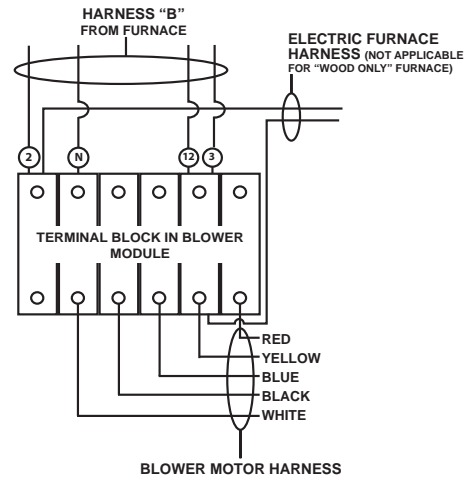 HARNESS “B”
FROM FURNACE
ELECTRIC FURNACE
HARNESS (NOT APPLICABLE
FOR “WOOD ONLY” FURNACE)
2
N
12
3
TERMINAL BLOCK IN BLOWER
MODULE
RED
YELLOW
BLUE
BLACK
WHITE
BLOWER MOTOR HARNESS